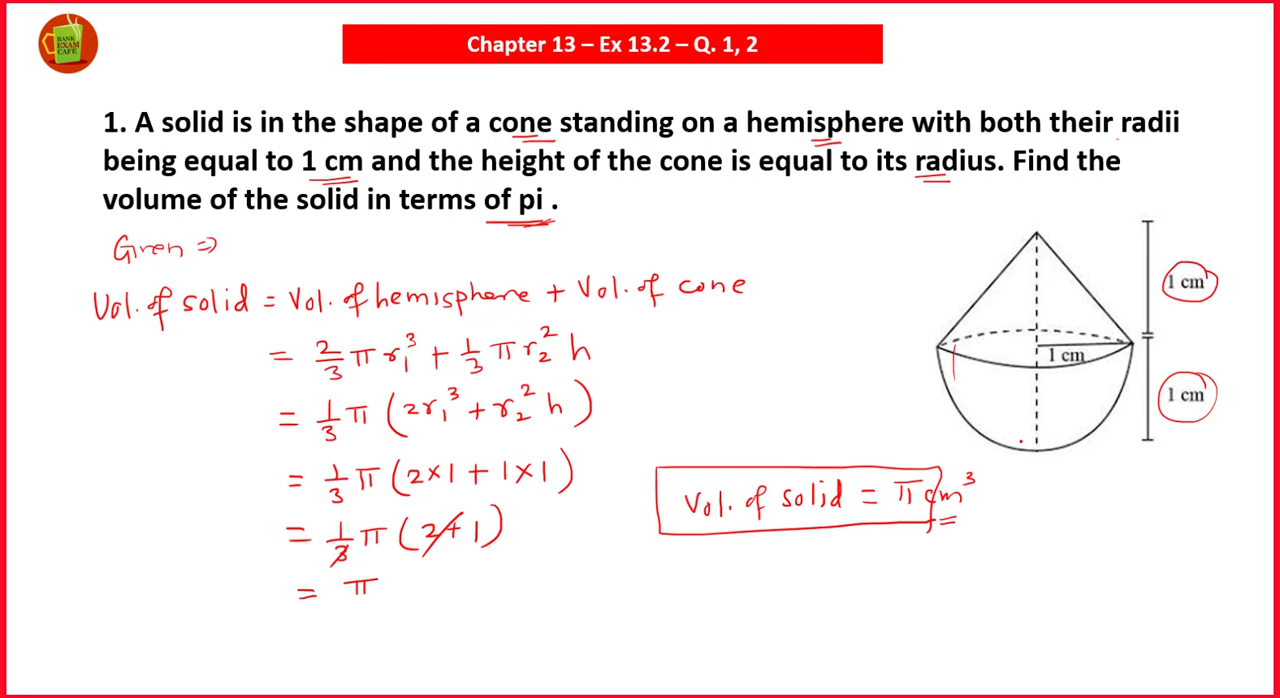 BANK
EXAM
CAFE
Chapter 13 – Ex 13.2 – Q. 1, 2
1. A solid is in the shape of a cone standing on a hemisphere with both their radii
being equal to 1 cm and the height of the cone is equal to its radius. Find the
volume of the solid in terms of pi .
Given ⇒
Vol. of solid = Vol. of hemisphere + Vol. of cone
= 2/3 π r₁³ + 1/3 π r₂² h
= 1/3 π (2r₁³ + r₂² h)
= 1/3 π (2×1 + 1×1)
= 1/3 π (2+1)
= π
1 cm
1 cm
1 cm
Vol. of solid = π cm³